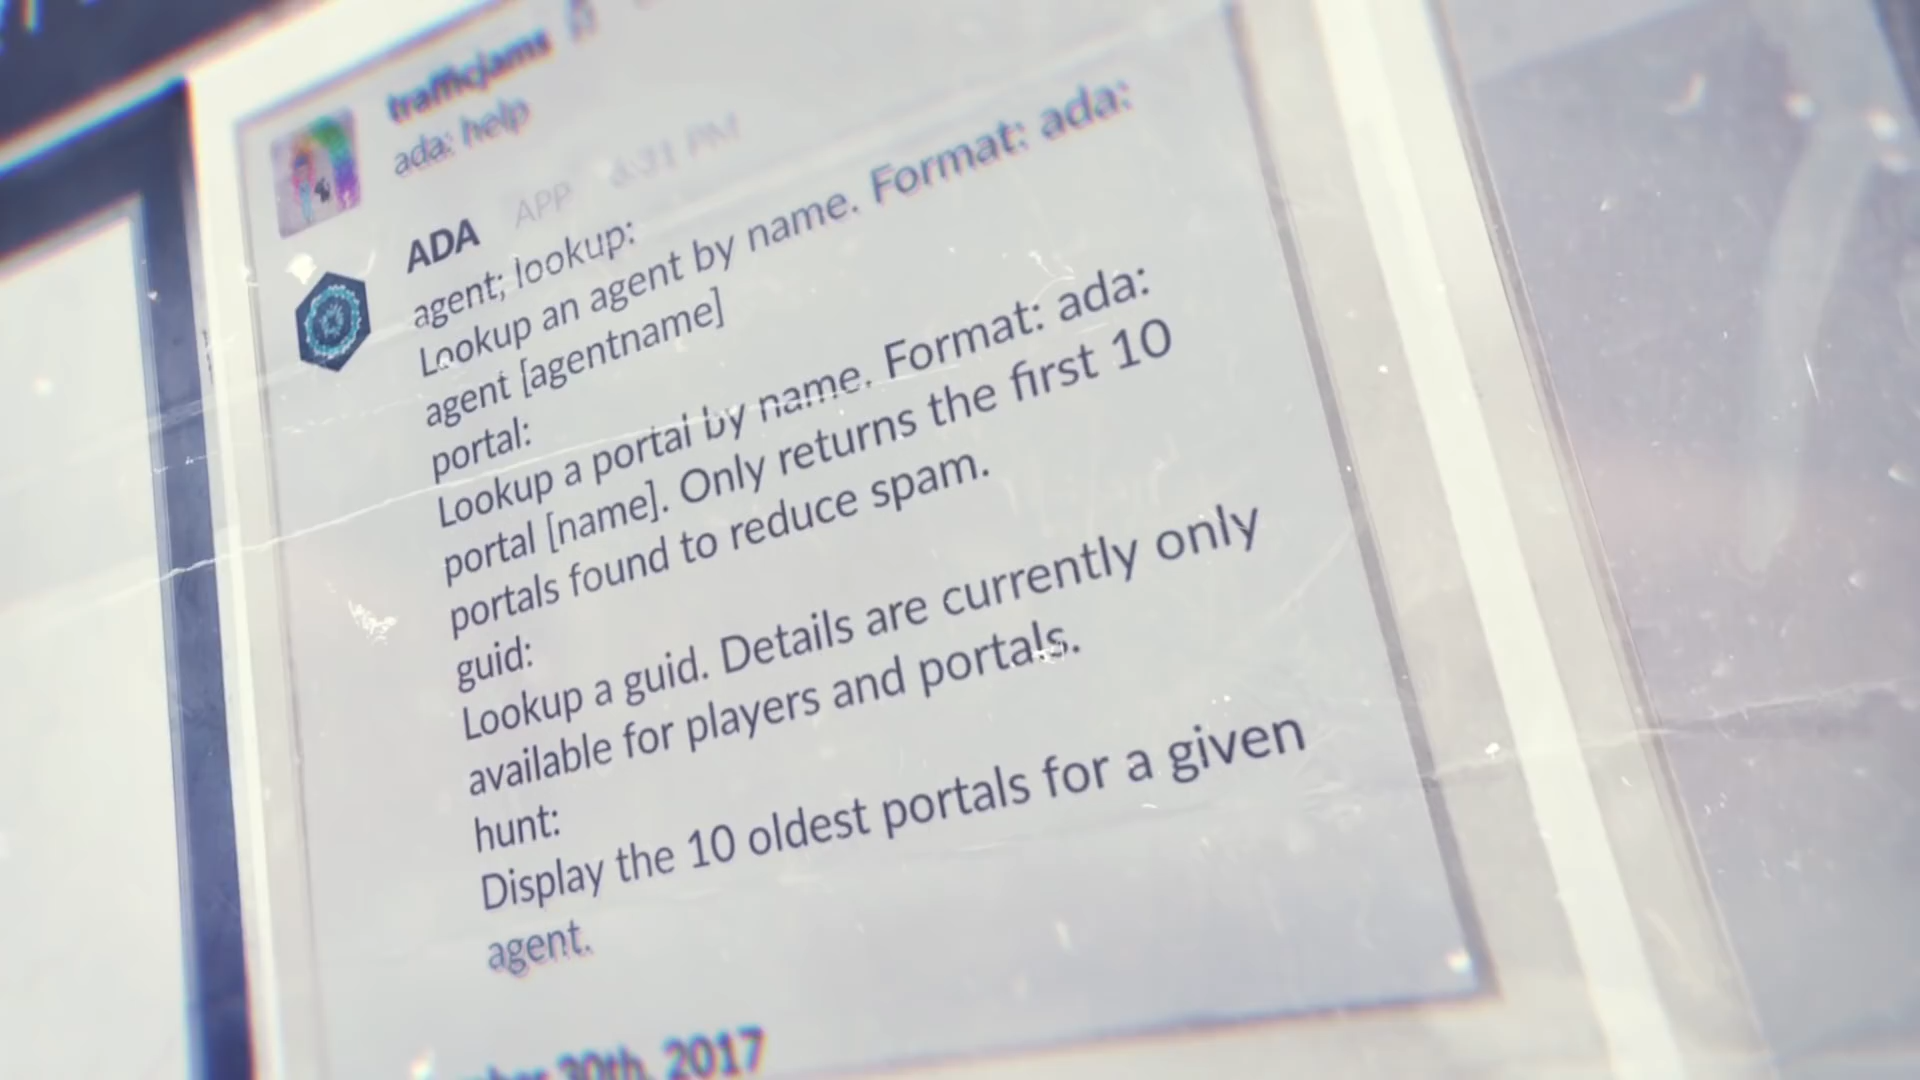 trafficjams
ada: help
ADA APP 6:31 PM
agent; lookup:
Lookup an agent by name. Format: ada:
agent [agentname]
portal:
Lookup a portal by name. Format: ada:
portal [name]. Only returns the first 10
portals found to reduce spam.
guid:
Lookup a guid. Details are currently only
available for players and portals.
hunt:
Display the 10 oldest portals for a given
agent.
30th, 2017